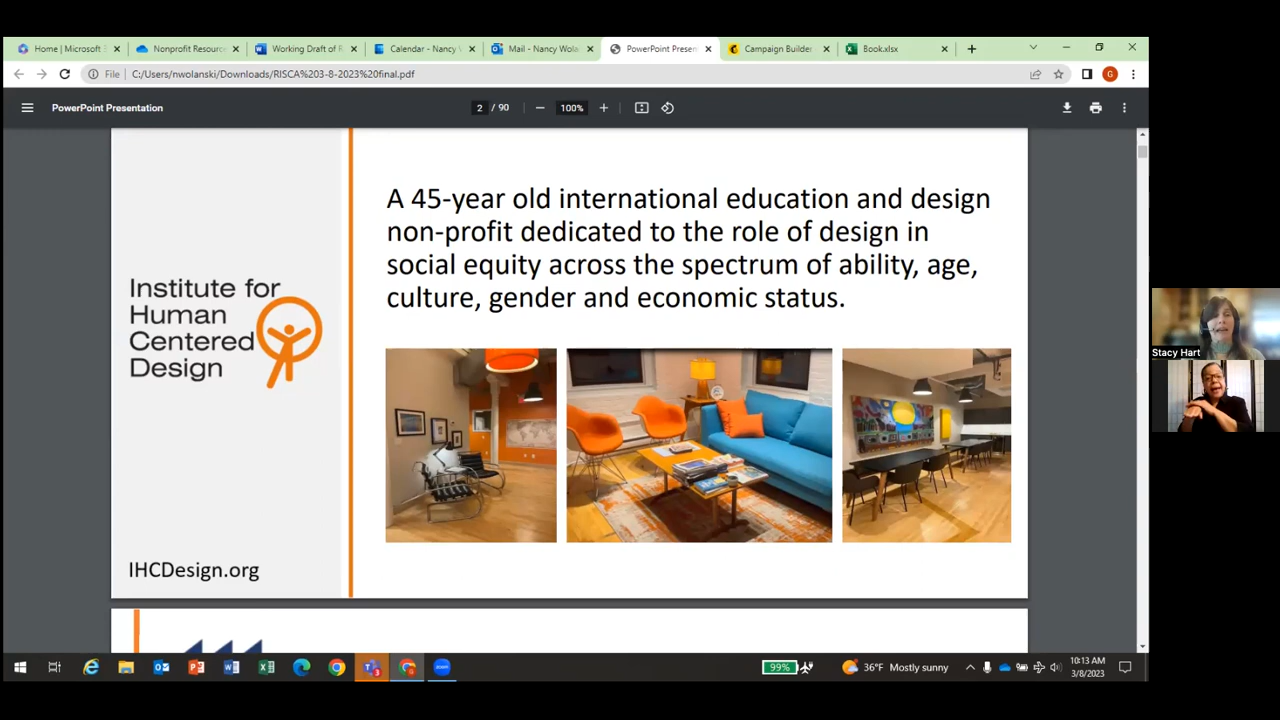 Home | Microsoft
Nonprofit Resourc
Working Draft of R
Calendar - Nancy
Mail - Nancy Wola
PowerPoint Presen
Campaign Builder
Book.xlsx
File
C:/Users/nwolanski/Downloads/RISCA%203-8-2023%20final.pdf
G
PowerPoint Presentation
2 / 90
100%
A 45-year old international education and design
non-profit dedicated to the role of design in
social equity across the spectrum of ability, age,
culture, gender and economic status.
Institute for
Human
Centered
Design
IHCDesign.org
Stacy Hart
99%
36°F Mostly sunny
10:13 AM
3/8/2023